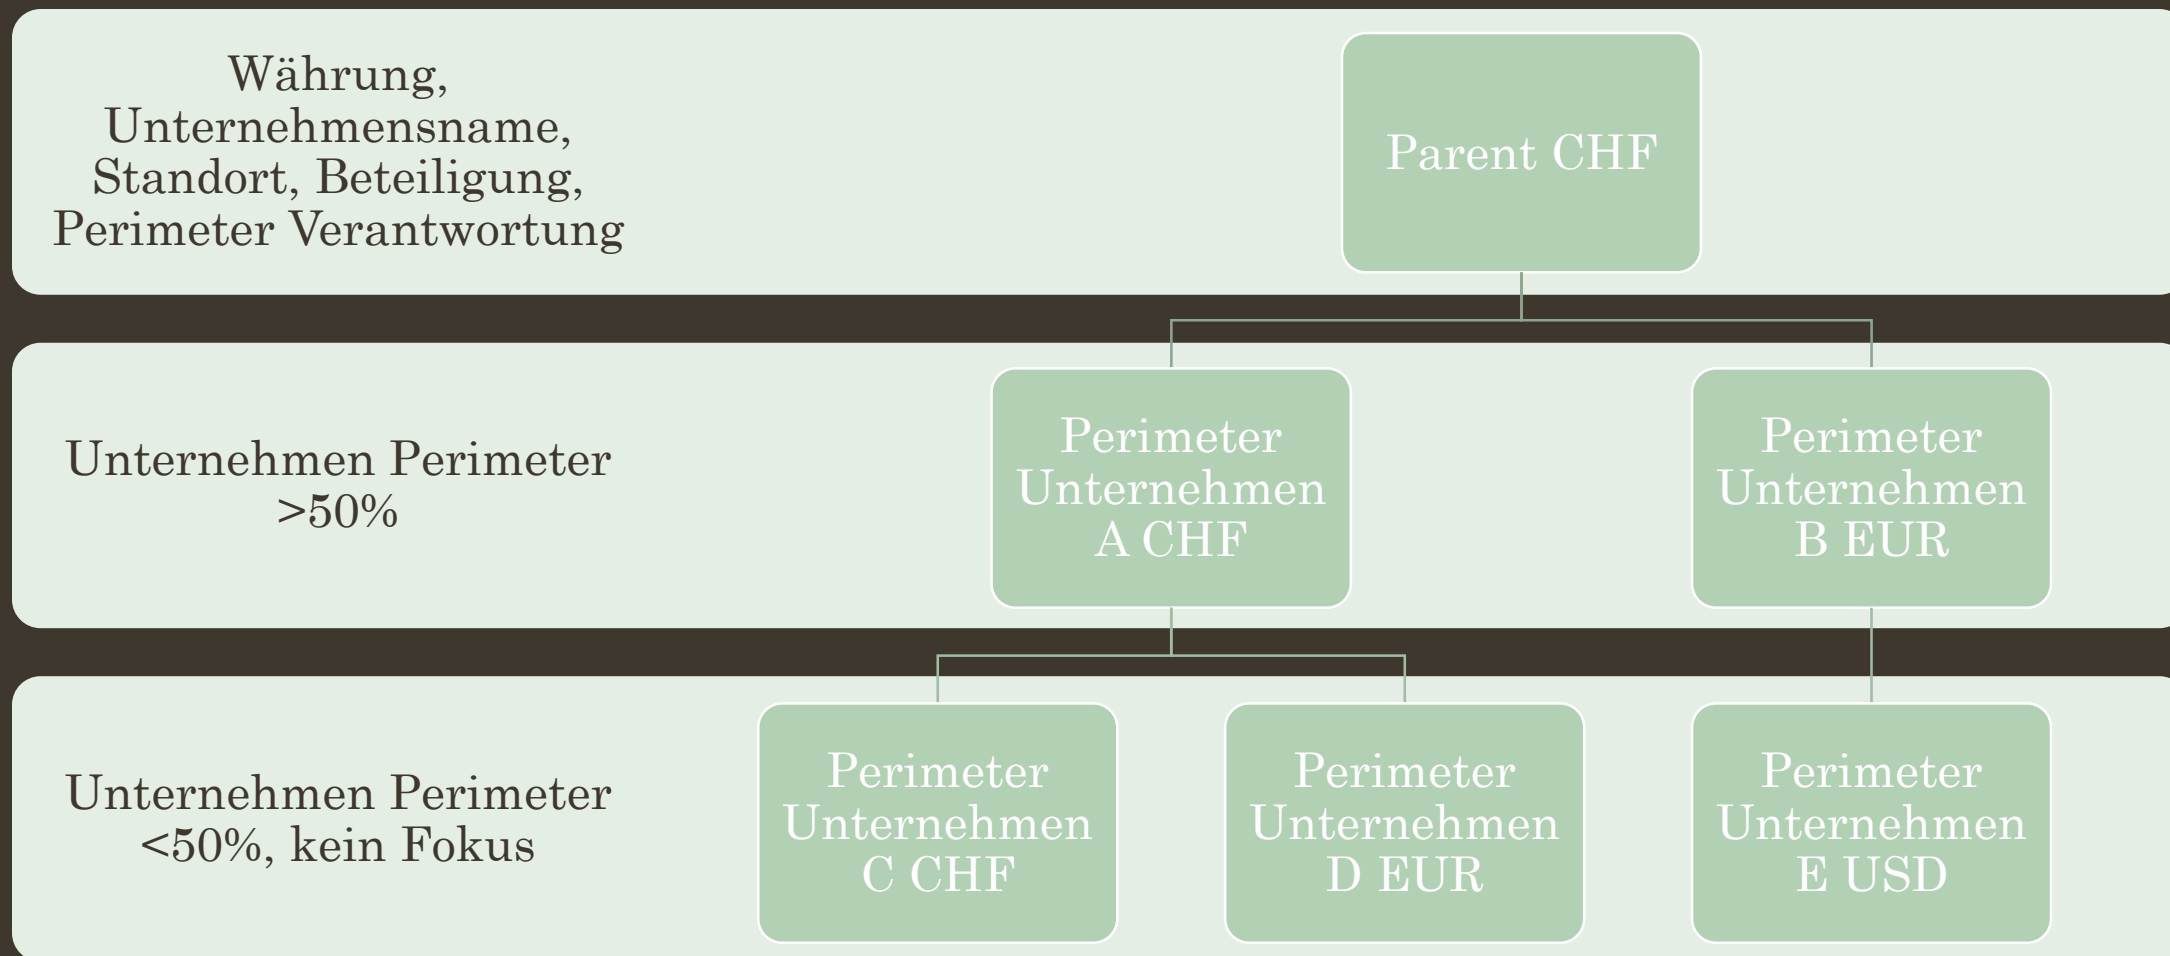 Währung,
Unternehmensname,
Standort, Beteiligung,
Perimeter Verantwortung
Parent CHF
Unternehmen Perimeter
>50%
Perimeter
Unternehmen
A CHF
Perimeter
Unternehmen
B EUR
Unternehmen Perimeter
<50%, kein Fokus
Perimeter
Unternehmen
C CHF
Perimeter
Unternehmen
D EUR
Perimeter
Unternehmen
E USD